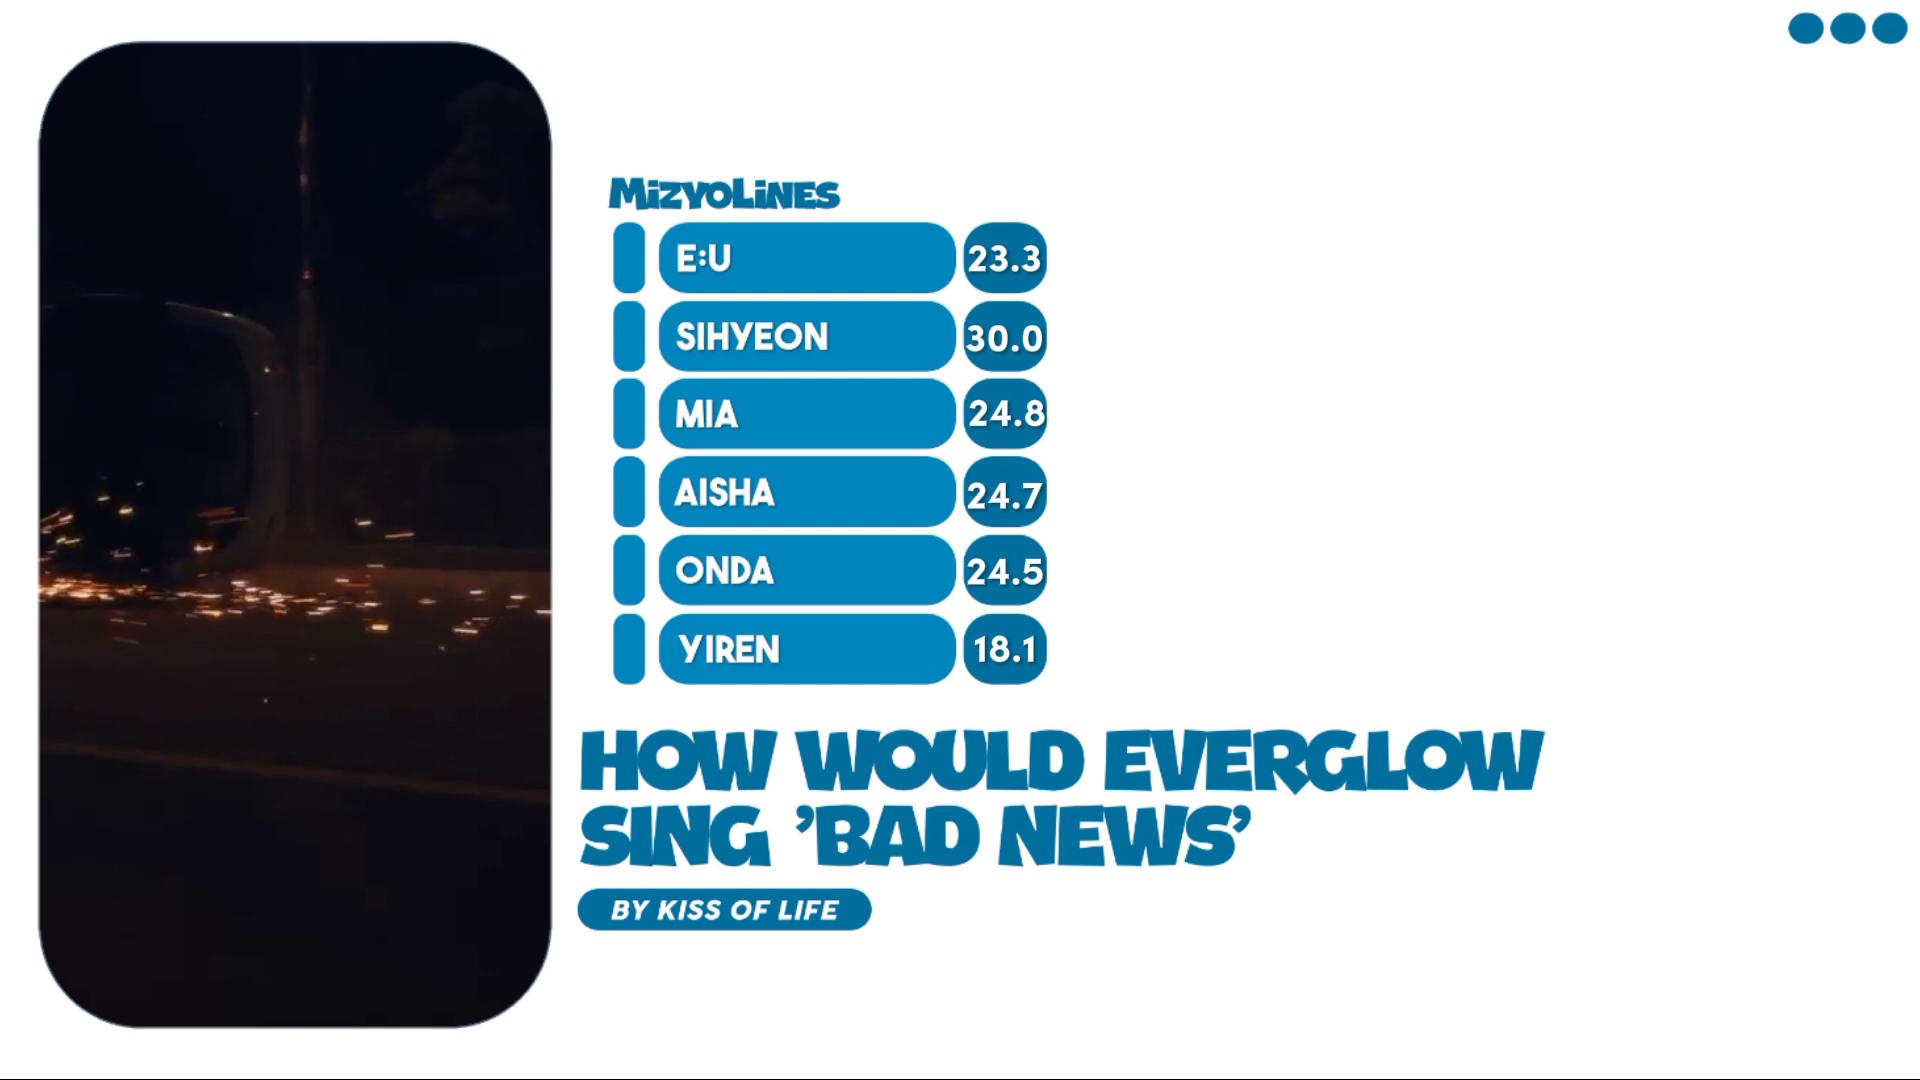 MizyoLines
E:U 23.3
SIHYEON 30.0
MIA 24.8
AISHA 24.7
ONDA 24.5
YIREN 18.1
HOW WOULD EVERGLOW
SING 'BAD NEWS'
BY KISS OF LIFE